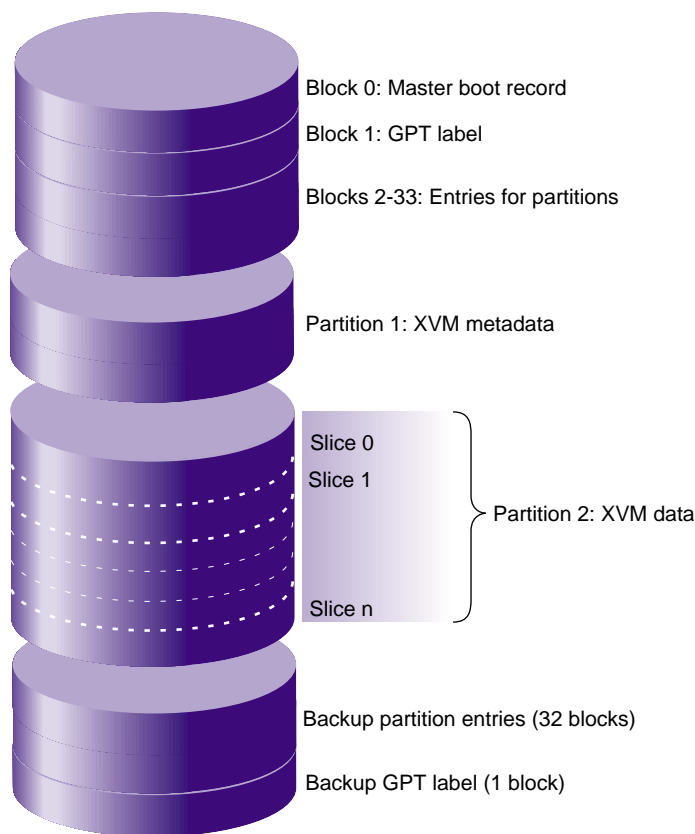 Block 0: Master boot record
Block 1: GPT label
Blocks 2-33: Entries for partitions
Partition 1: XVM metadata
Slice 0
Slice 1
Partition 2: XVM data
Slice n
Backup partition entries (32 blocks)
Backup GPT label (1 block)